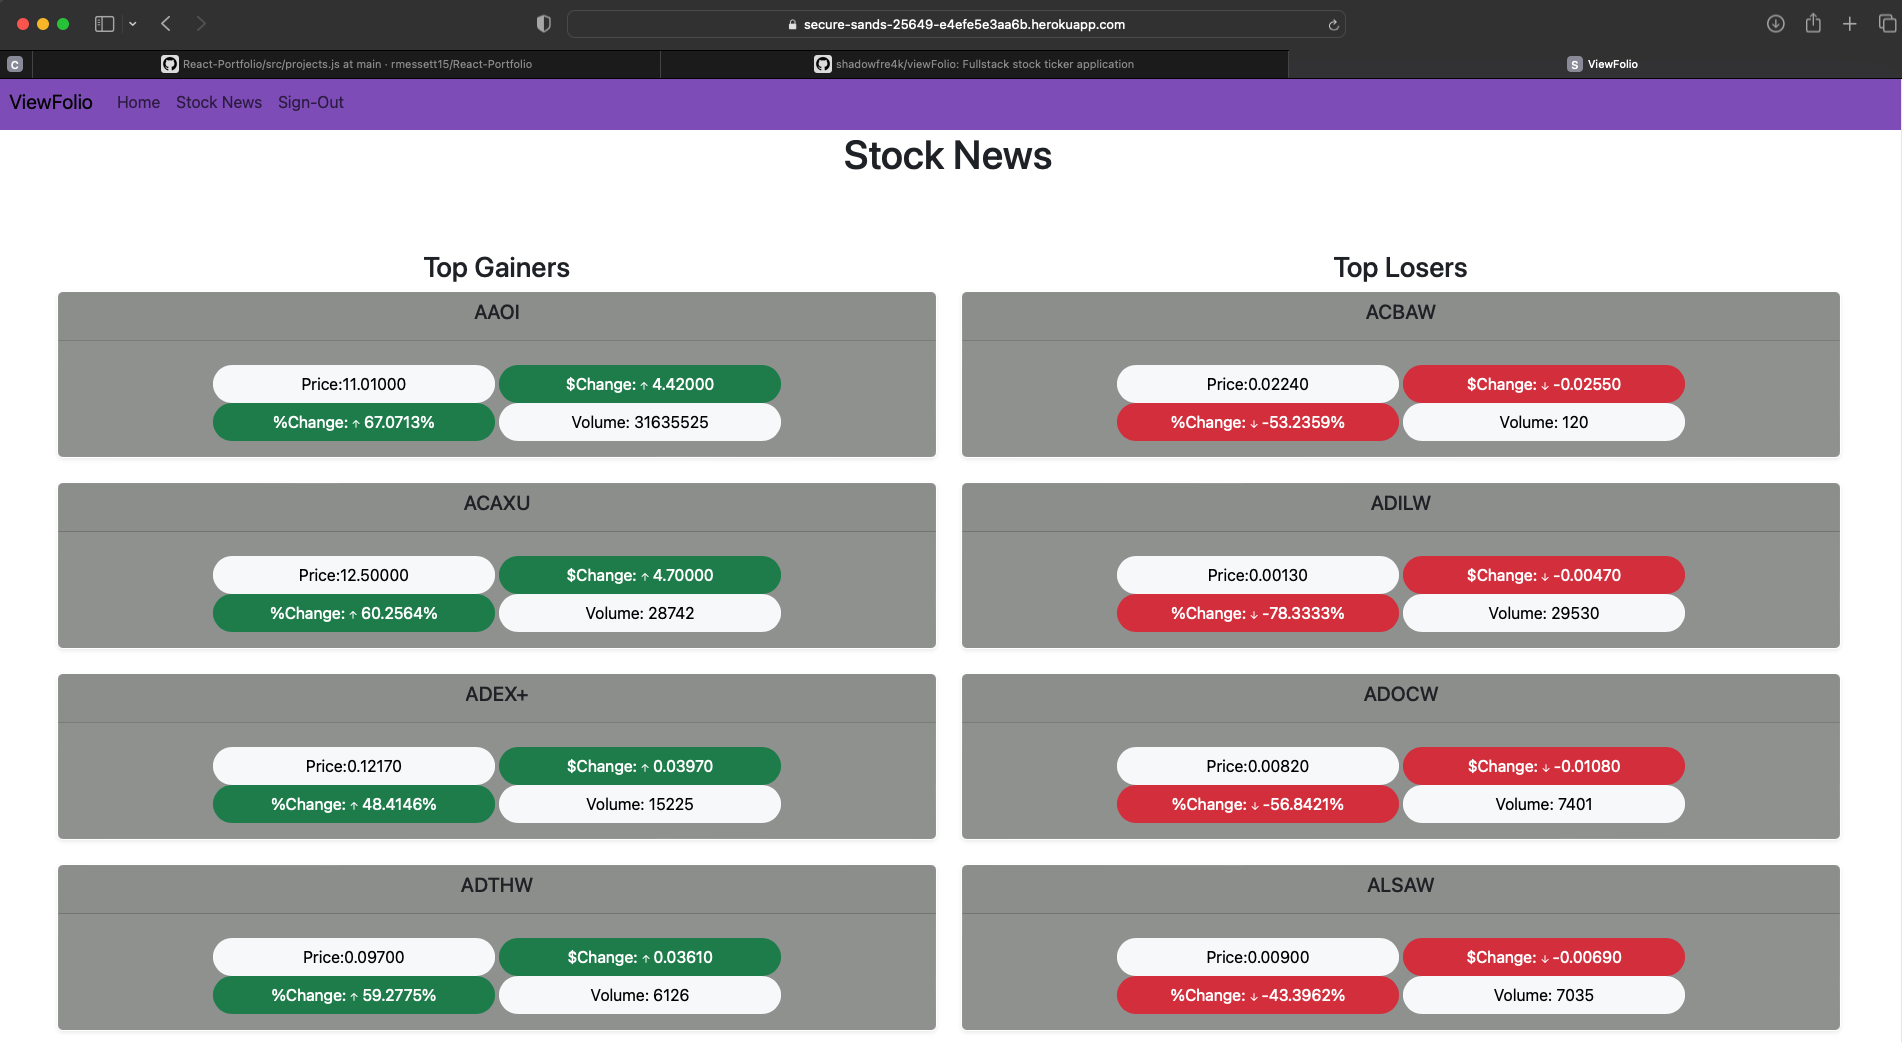 secure-sands-25649-e4efe5e3aa6b.herokuapp.com
C
React-Portfolio/src/projects.js at main · rmessett15/React-Portfolio
shadowfre4k/viewFolio: Fullstack stock ticker application
S ViewFolio
ViewFolio Home Stock News Sign-Out
Stock News
Top Gainers
AAOI
Price:11.01000 $Change: ↑ 4.42000
%Change: ↑ 67.0713% Volume: 31635525
ACAXU
Price:12.50000 $Change: ↑ 4.70000
%Change: ↑ 60.2564% Volume: 28742
ADEX+
Price:0.12170 $Change: ↑ 0.03970
%Change: ↑ 48.4146% Volume: 15225
ADTHW
Price:0.09700 $Change: ↑ 0.03610
%Change: ↑ 59.2775% Volume: 6126
Top Losers
ACBAW
Price:0.02240 $Change: ↓ -0.02550
%Change: ↓ -53.2359% Volume: 120
ADILW
Price:0.00130 $Change: ↓ -0.00470
%Change: ↓ -78.3333% Volume: 29530
ADOCW
Price:0.00820 $Change: ↓ -0.01080
%Change: ↓ -56.8421% Volume: 7401
ALSAW
Price:0.00900 $Change: ↓ -0.00690
%Change: ↓ -43.3962% Volume: 7035